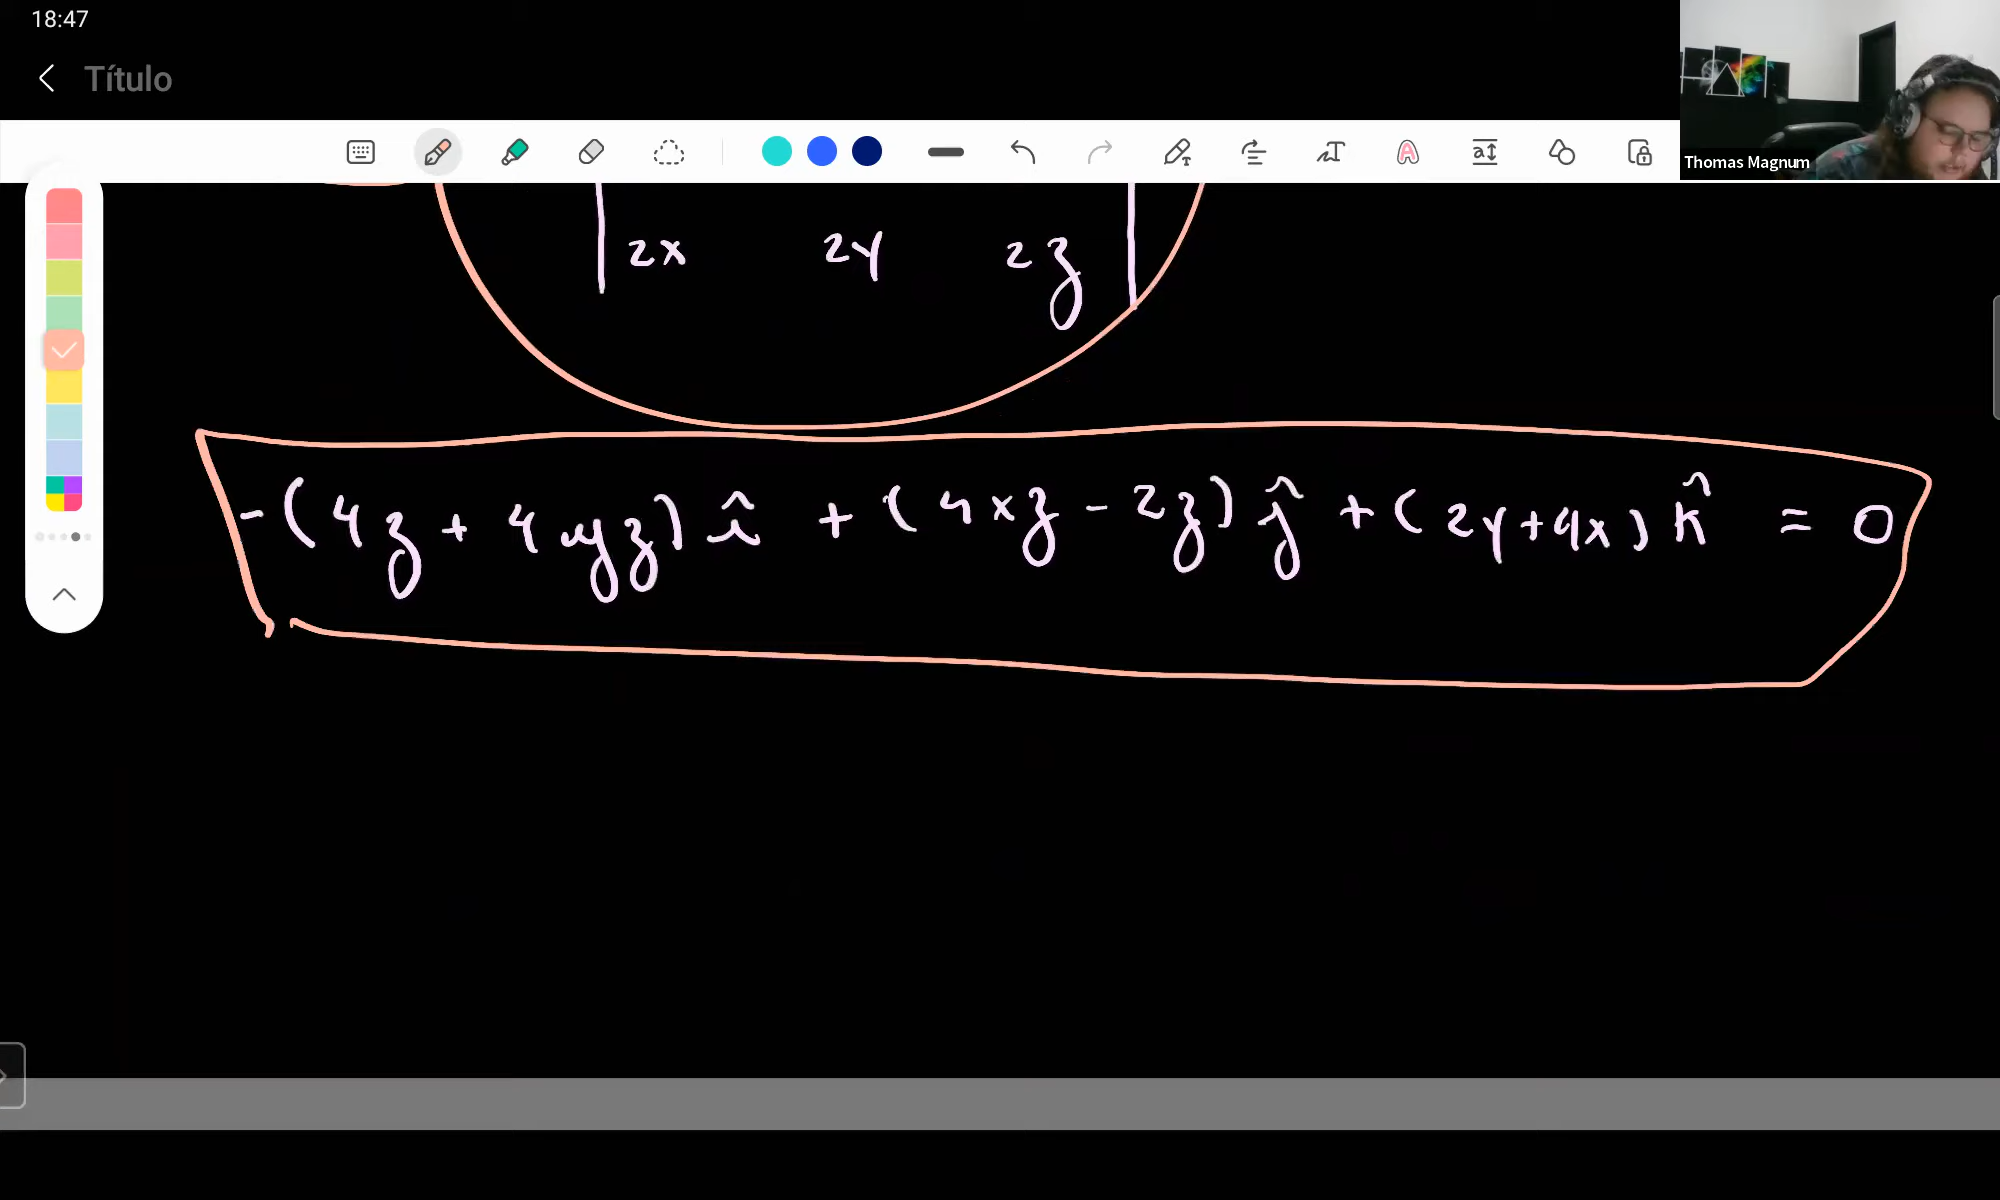 18:47
Título
Thomas Magnum
2x 2y 2z
-(4z + 4yz) î + (4xz - 2z) ĵ + (2y+4x) k̂ = 0